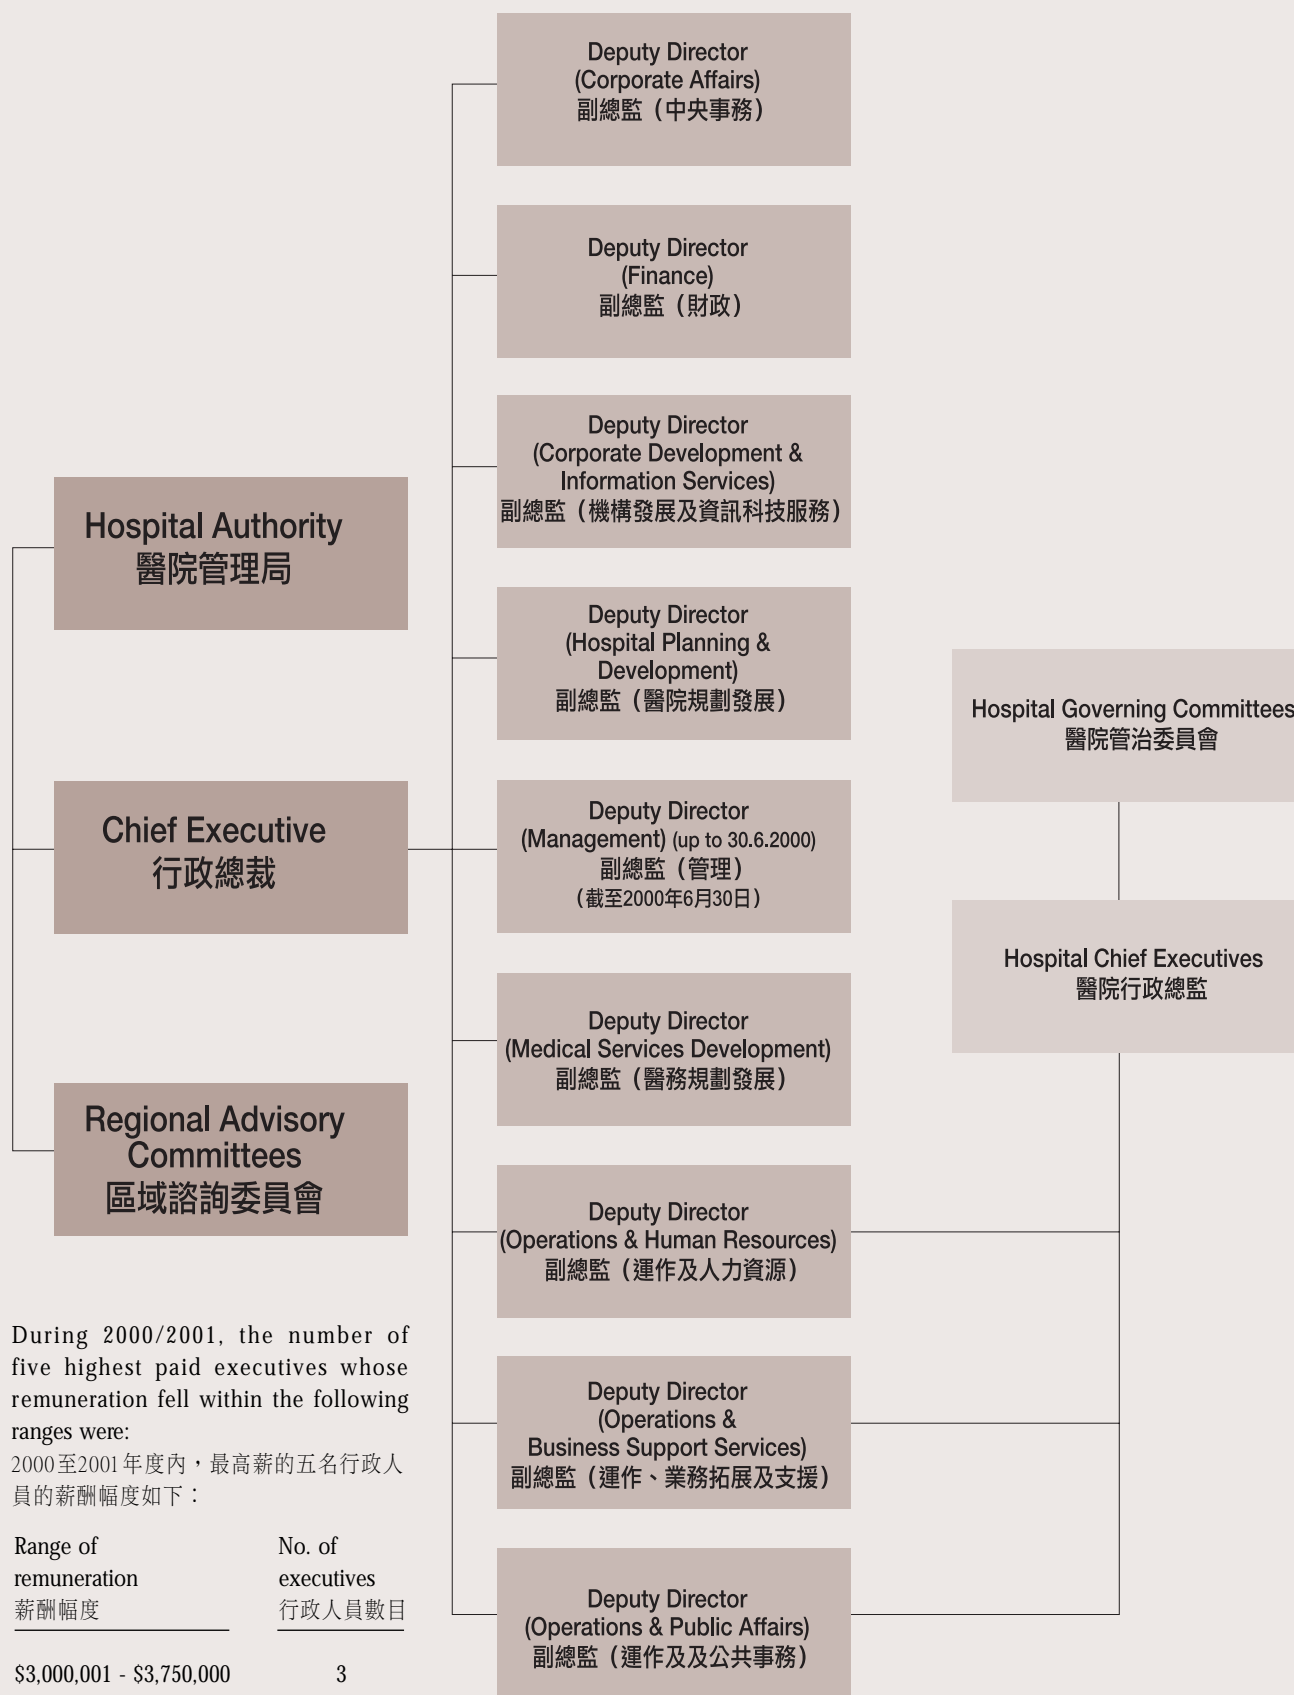 Hospital Authority
醫院管理局
Chief Executive
行政總裁
Regional Advisory
Committees
區域諮詢委員會
Deputy Director
(Corporate Affairs)
副總監（中央事務）
Deputy Director
(Finance)
副總監（財政）
Deputy Director
(Corporate Development &
Information Services)
副總監（機構發展及資訊科技服務）
Deputy Director
(Hospital Planning &
Development)
副總監（醫院規劃發展）
Deputy Director
(Management) (up to 30.6.2000)
副總監（管理）
（截至2000年6月30日）
Deputy Director
(Medical Services Development)
副總監（醫務規劃發展）
Deputy Director
(Operations & Human Resources)
副總監（運作及人力資源）
Deputy Director
(Operations &
Business Support Services)
副總監（運作、業務拓展及支援）
Deputy Director
(Operations & Public Affairs)
副總監（運作及及公共事務）
Hospital Governing Committees
醫院管治委員會
Hospital Chief Executives
醫院行政總監
During 2000/2001, the number of
five highest paid executives whose
remuneration fell within the following
ranges were:
2000至2001年度內，最高薪的五名行政人
員的薪酬幅度如下：
Range of No. of
remuneration executives
薪酬幅度 行政人員數目
$3,000,001 - $3,750,000 3